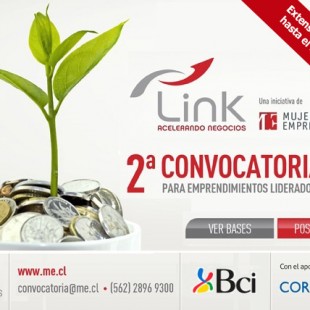 Exten
hasta el
Link
ACELERANDO NEGOCIOS
Una iniciativa de
MUJE
EMPRE
2ª CONVOCATORIA
PARA EMPRENDIMIENTOS LIDERADO
VER BASES
POS
www.me.cl
convocatoria@me.cl • (562) 2896 9300
Bci
Con el apo
COR